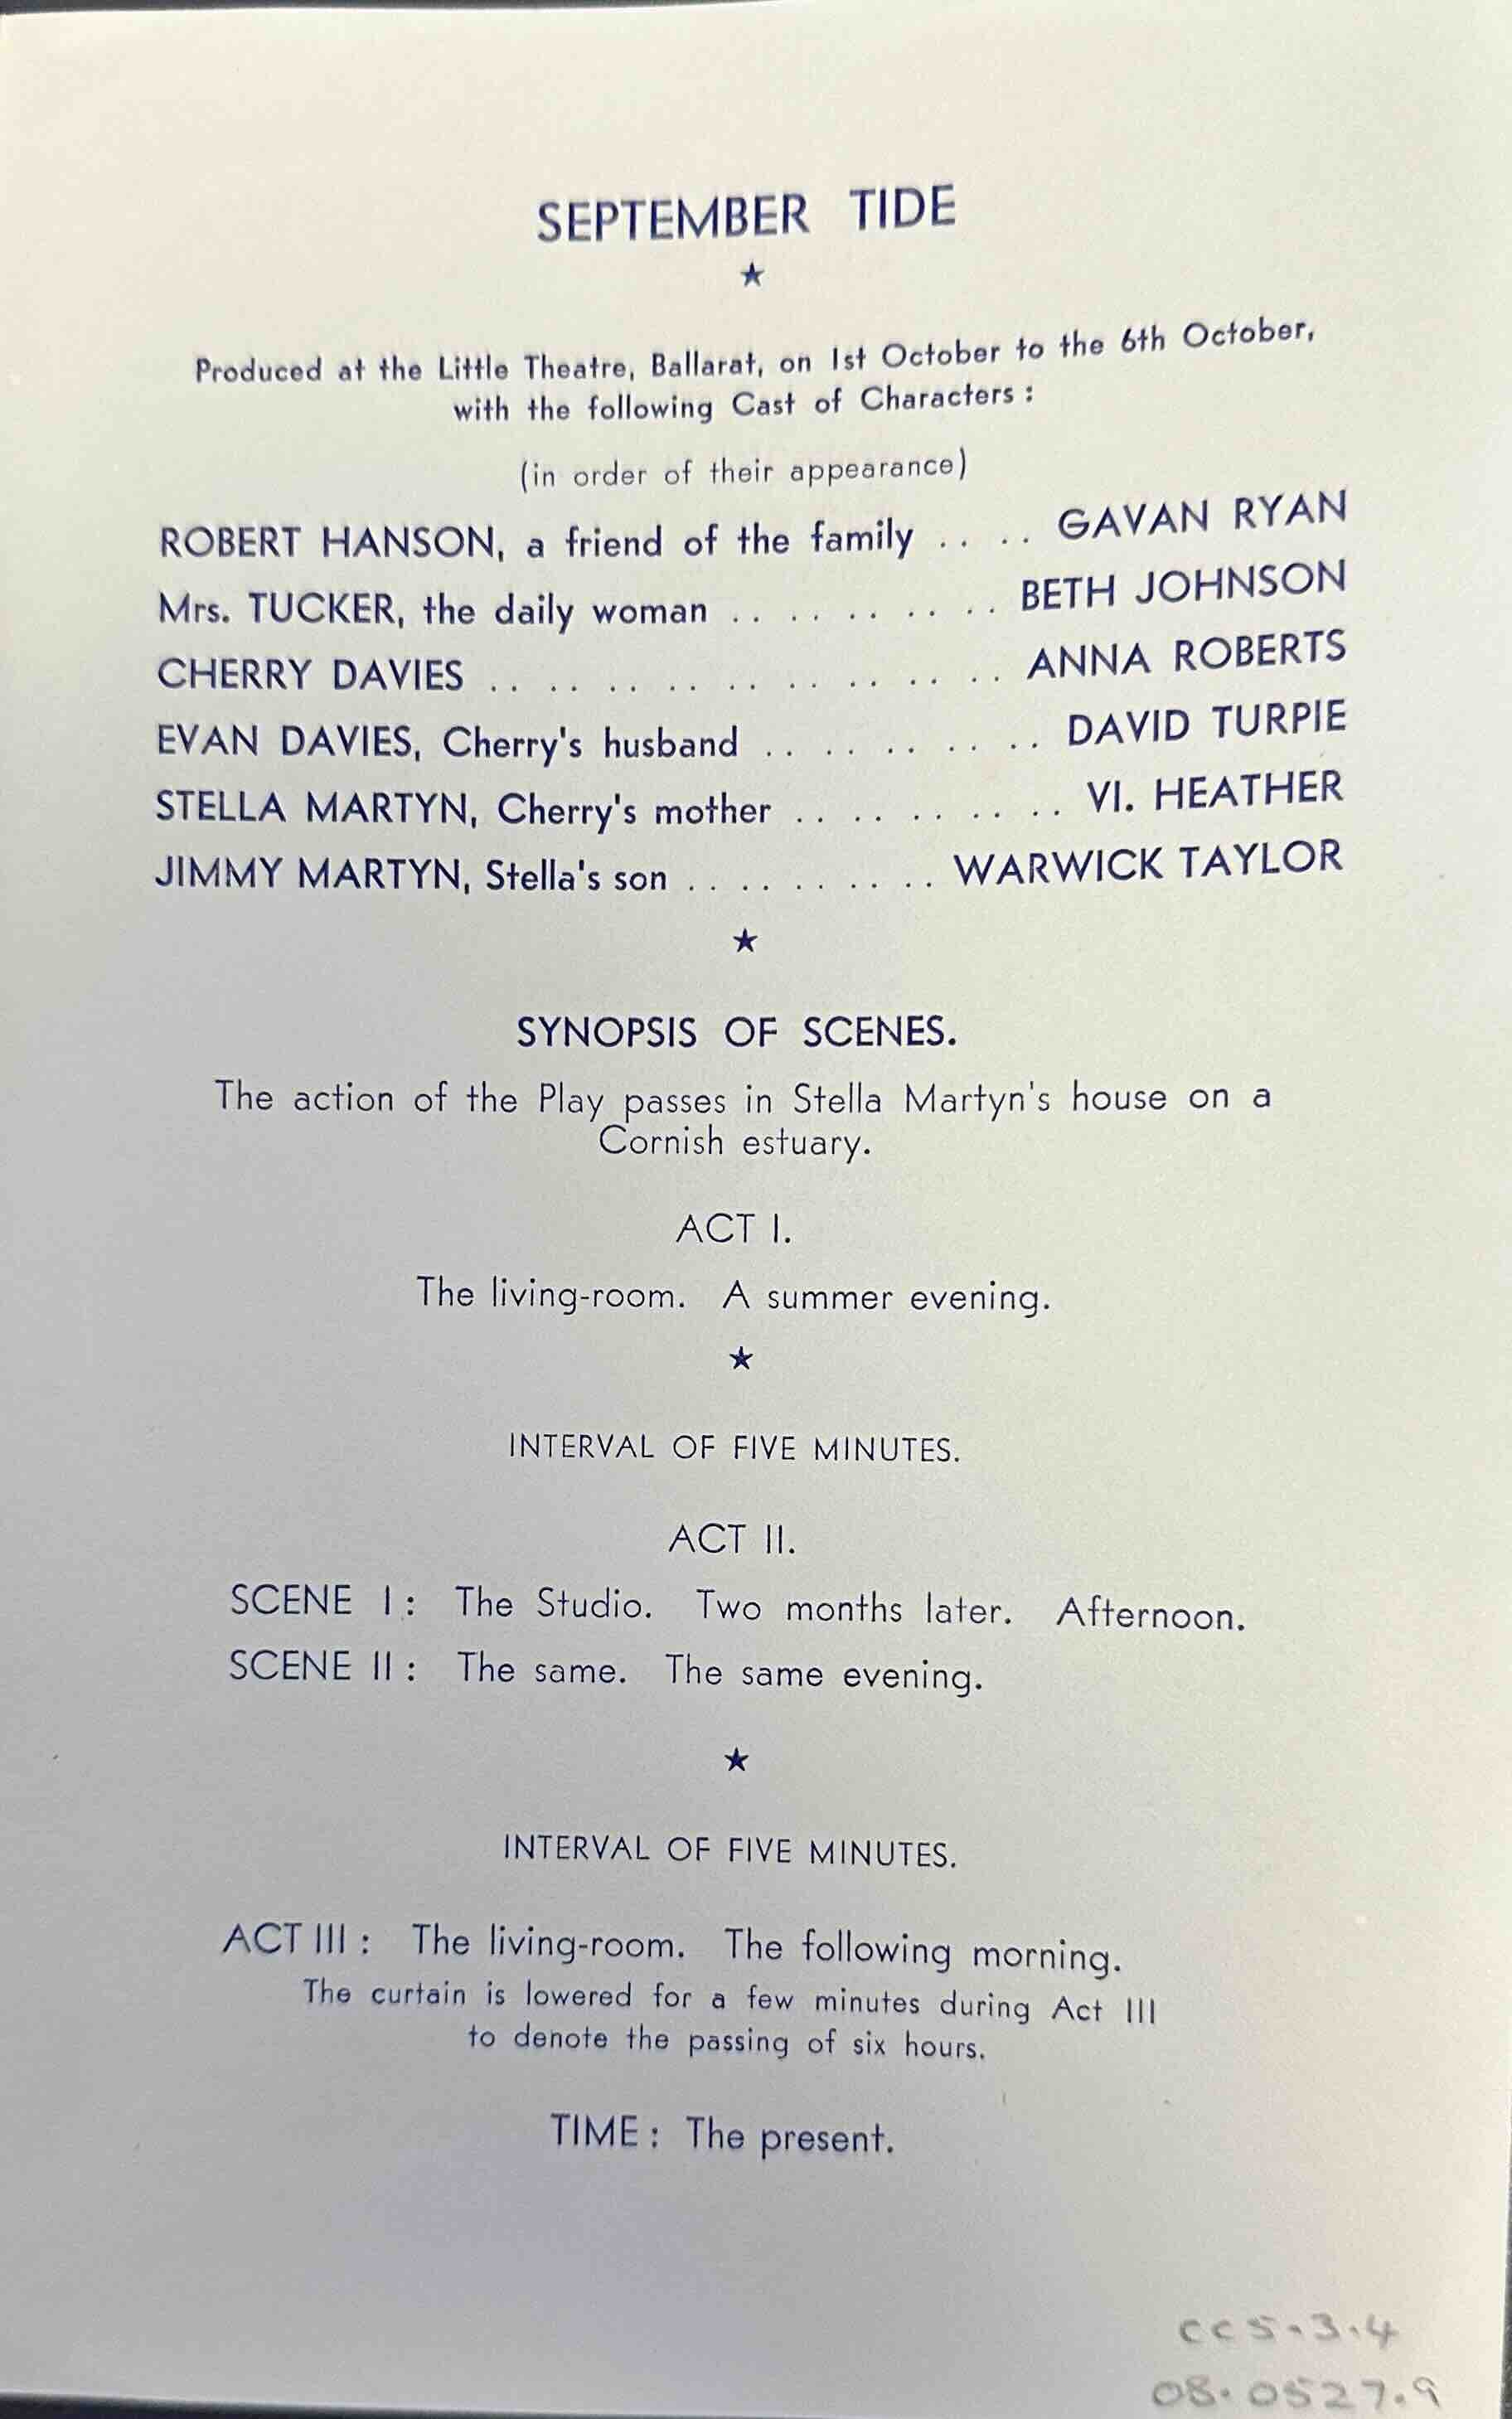 SEPTEMBER TIDE
★
Produced at the Little Theatre, Ballarat, on 1st October to the 6th October,
with the following Cast of Characters :
(in order of their appearance)
ROBERT HANSON, a friend of the family .. .. GAVAN RYAN
Mrs. TUCKER, the daily woman .. .. .. .. .. BETH JOHNSON
CHERRY DAVIES .. .. .. .. .. .. .. .. .. ANNA ROBERTS
EVAN DAVIES, Cherry's husband .. .. .. .. .. DAVID TURPIE
STELLA MARTYN, Cherry's mother .. .. .. .. .. VI. HEATHER
JIMMY MARTYN, Stella's son .. .. .. .. .. WARWICK TAYLOR
★
SYNOPSIS OF SCENES.
The action of the Play passes in Stella Martyn's house on a
Cornish estuary.
ACT I.
The living-room. A summer evening.
★
INTERVAL OF FIVE MINUTES.
ACT II.
SCENE I : The Studio. Two months later. Afternoon.
SCENE II : The same. The same evening.
★
INTERVAL OF FIVE MINUTES.
ACT III : The living-room. The following morning.
The curtain is lowered for a few minutes during Act III
to denote the passing of six hours.
TIME : The present.
CC5.3.4
08.0527.9